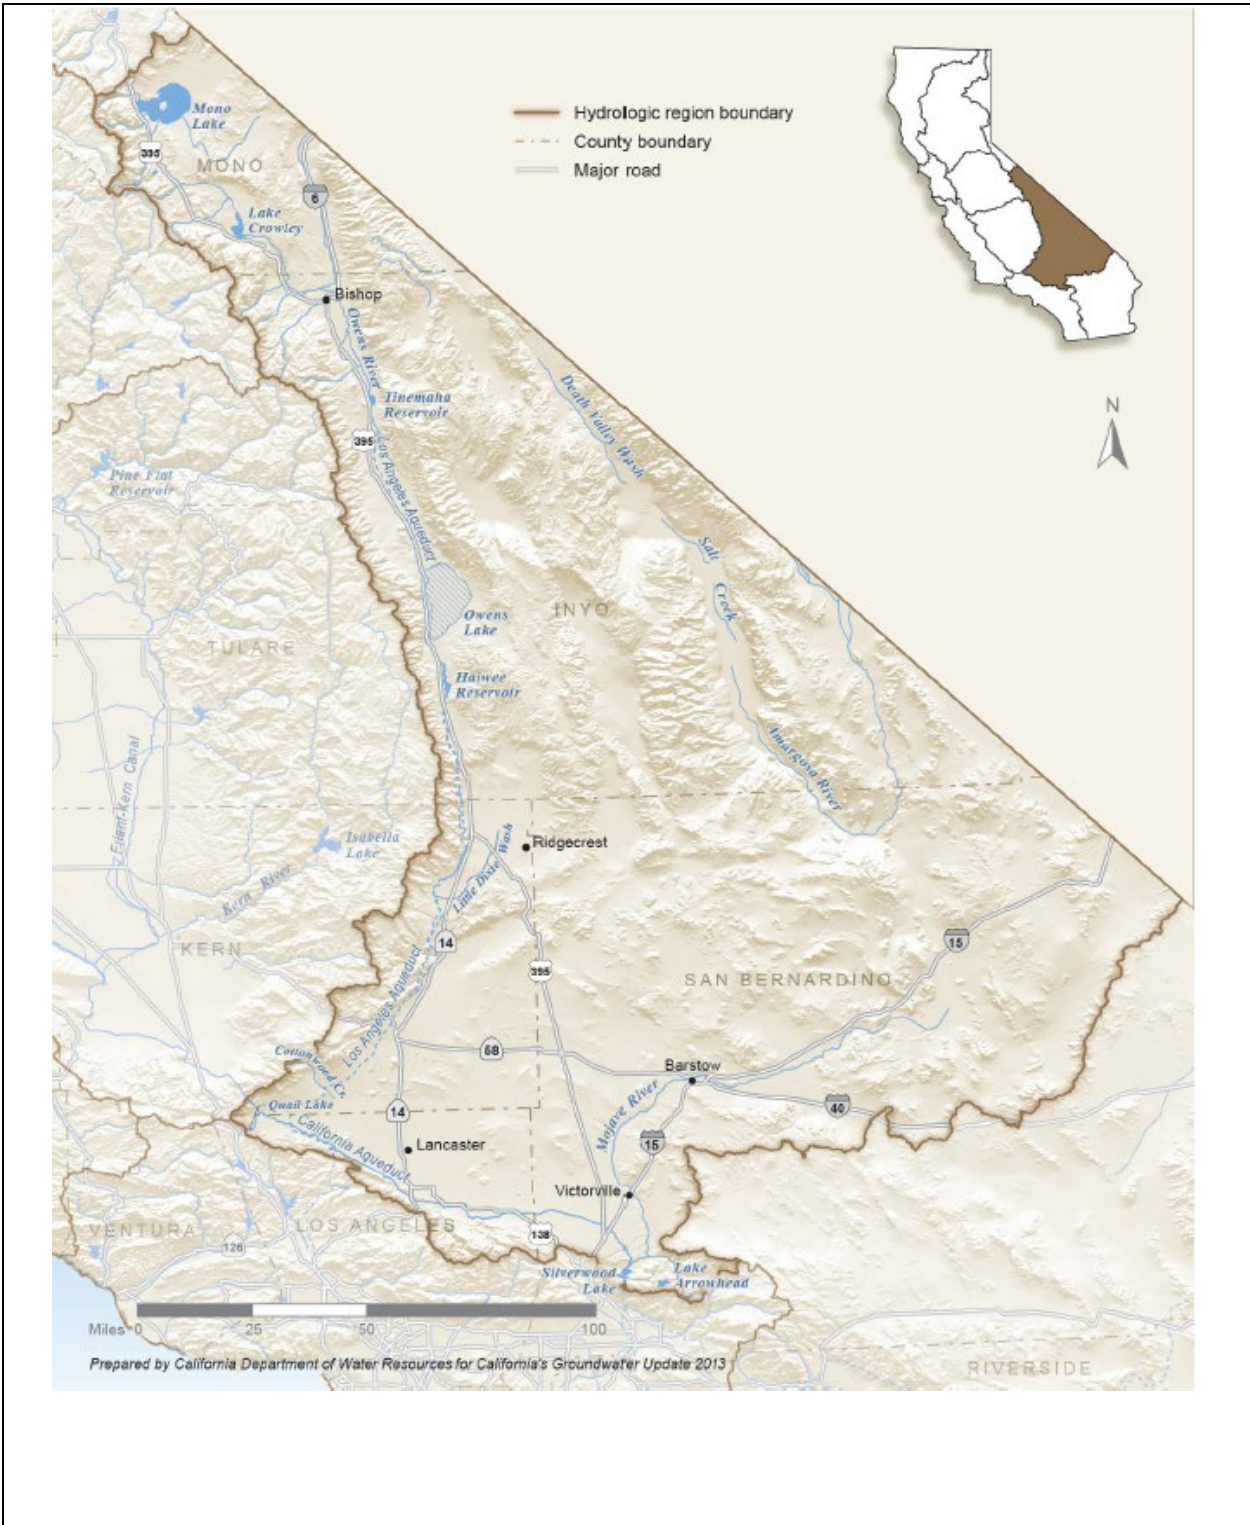 Hydrologic region boundary
County boundary
Major road
Mono
Lake
395
MONO
6
Lake
Crowley
N
Bishop
Owens River
Tinemaha
Reservoir
Death Valley Wash
395
Los Angeles Aqueduct
Pine Flat
Reservoir
Salt
Creek
INYO
Owens
Lake
TULARE
Haiwee
Reservoir
Amargosa River
Friant-Kern Canal
Isabella
Lake
Ridgecrest
Little Dixie Wash
Kern River
KERN
14
15
395
SAN BERNARDINO
Los Angeles Aqueduct
58
Cottonwood Cr.
Barstow
Quail Lake
14
Mojave River
40
California Aqueduct
Lancaster
15
Victorville
VENTURA
LOS ANGELES
126
138
Silverwood
Lake
Lake
Arrowhead
Miles 0
25
50
100
Prepared by California Department of Water Resources for California's Groundwater Update 2013
RIVERSIDE